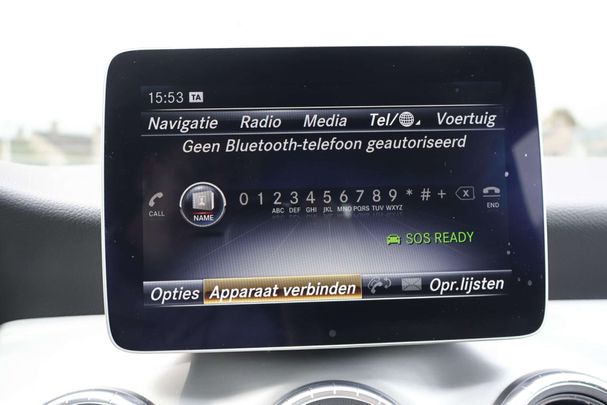 15:53 TA
Navigatie Radio Media Tel/ Voertuig
Geen Bluetooth-telefoon geautoriseerd
0 1 2 3 4 5 6 7 8 9 * # + X
ABC DEF GHI JKL MNO PQRS TUV WXYZ
CALL NAME END
SOS READY
Opties Apparaat verbinden Opr.lijsten